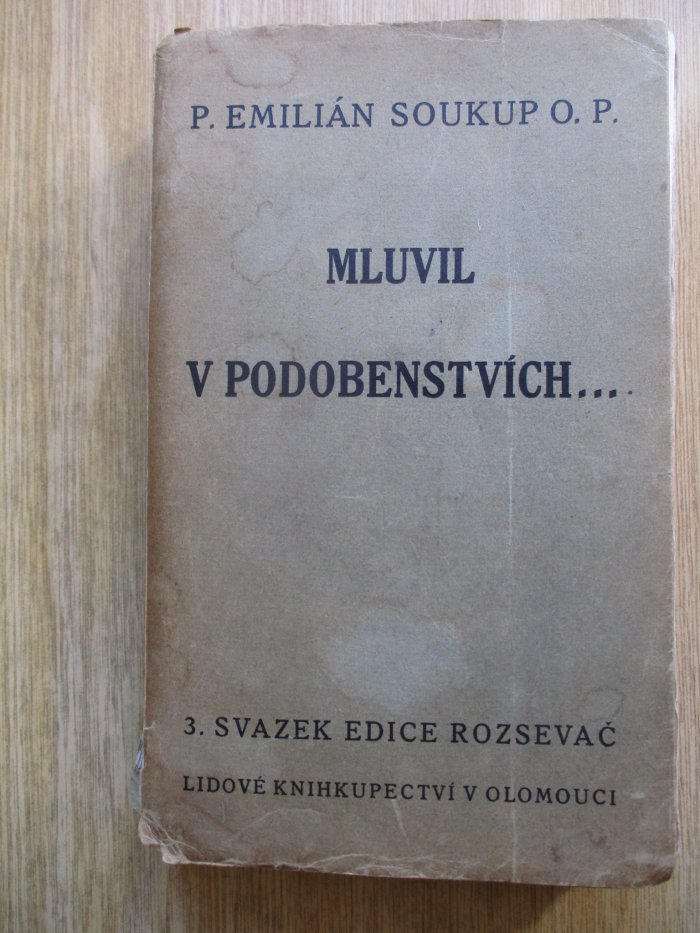 P. EMILIÁN SOUKUP O. P.
MLUVIL
V PODOBENSTVÍCH...
3. SVAZEK EDICE ROZSEVAČ
LIDOVÉ KNIHKUPECTVÍ V OLOMOUCI